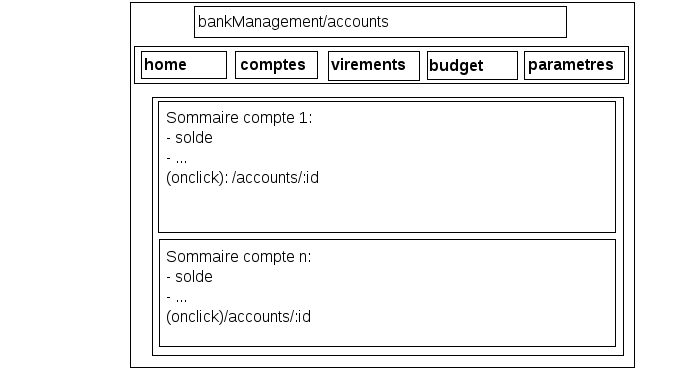 bankManagement/accounts
home comptes virements budget parametres
Sommaire compte 1:
- solde
- ...
(onclick): /accounts/:id
Sommaire compte n:
- solde
- ...
(onclick)/accounts/:id